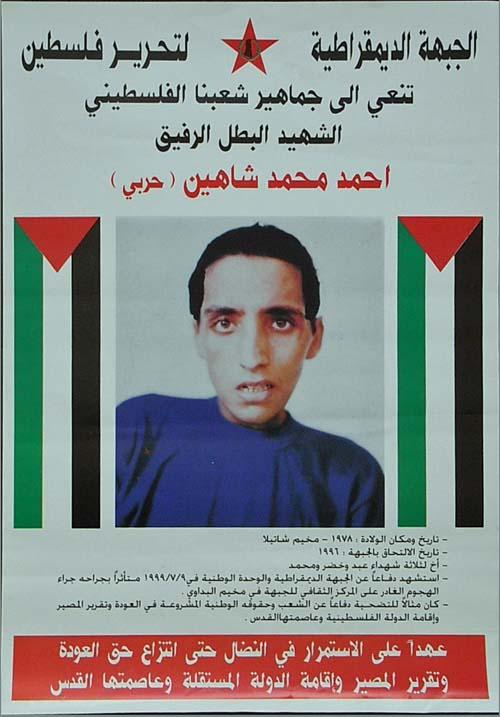 الجبهة الديمقراطية لتحرير فلسطين
تنعي الى جماهير شعبنا الفلسطيني
الشهيد البطل الرفيق
احمد محمد شاهين ( حربي )
- تاريخ ومكان الولادة : ١٩٧٨ - مخيم شاتيلا
- تاريخ الالتحاق بالجبهة : ١٩٩٦
- أخ لثلاثة شهداء عبد وخضر ومحمد
- استشهد دفاعاً عن الجبهة الديمقراطية والوحدة الوطنية في ١٩٩٩/٧/٩ متأثراً بجراحه جراء
الهجوم الغادر على المركز الثقافي للجبهة في مخيم البداوي .
- كان مثالاً للتضحية دفاعاً عن الشعب وحقوقه الوطنية المشروعة في العودة وتقرير المصير
وإقامة الدولة الفلسطينية وعاصمتها القدس .
عهداً على الاستمرار في النضال حتى انتزاع حق العودة
وتقرير المصير وإقامة الدولة المستقلة وعاصمتها القدس